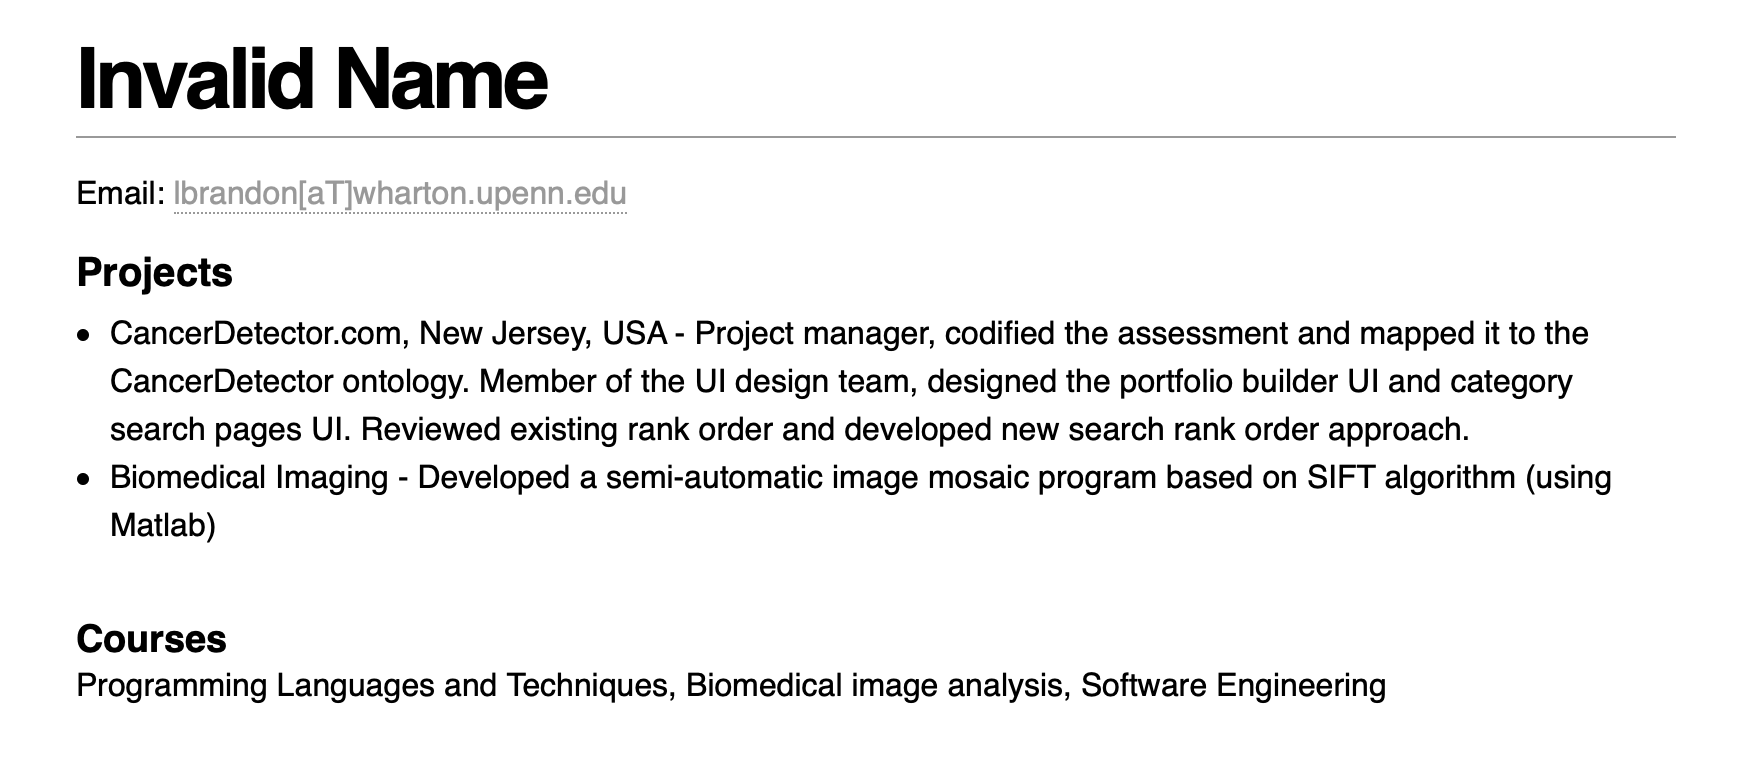 Invalid Name
Email: lbrandon[aT]wharton.upenn.edu
Projects
• CancerDetector.com, New Jersey, USA - Project manager, codified the assessment and mapped it to the
CancerDetector ontology. Member of the UI design team, designed the portfolio builder UI and category
search pages UI. Reviewed existing rank order and developed new search rank order approach.
• Biomedical Imaging - Developed a semi-automatic image mosaic program based on SIFT algorithm (using
Matlab)
Courses
Programming Languages and Techniques, Biomedical image analysis, Software Engineering